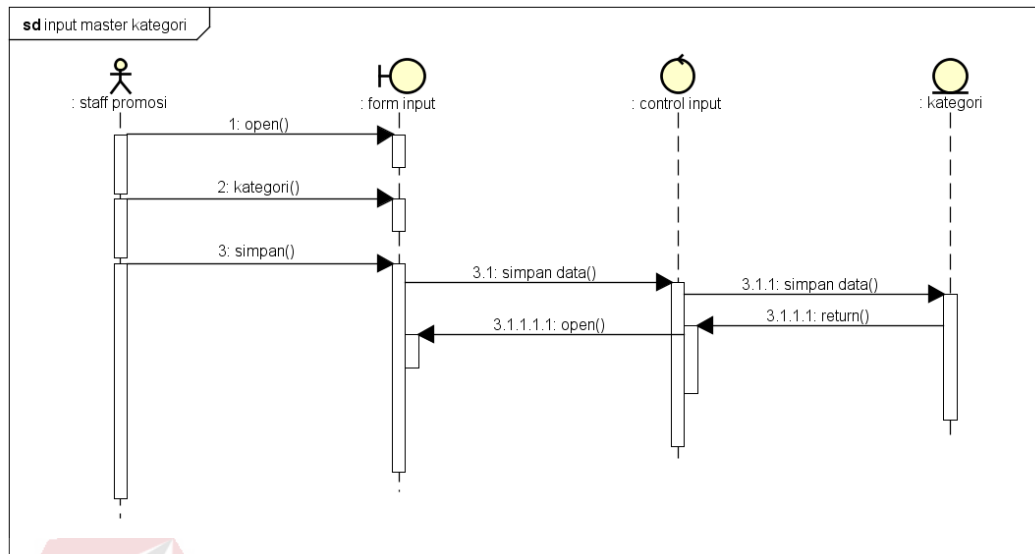 sd input master kategori
: staff promosi
: form input
: control input
: kategori
1: open()
2: kategori()
3: simpan()
3.1: simpan data()
3.1.1: simpan data()
3.1.1.1.1: open()
3.1.1.1: return()